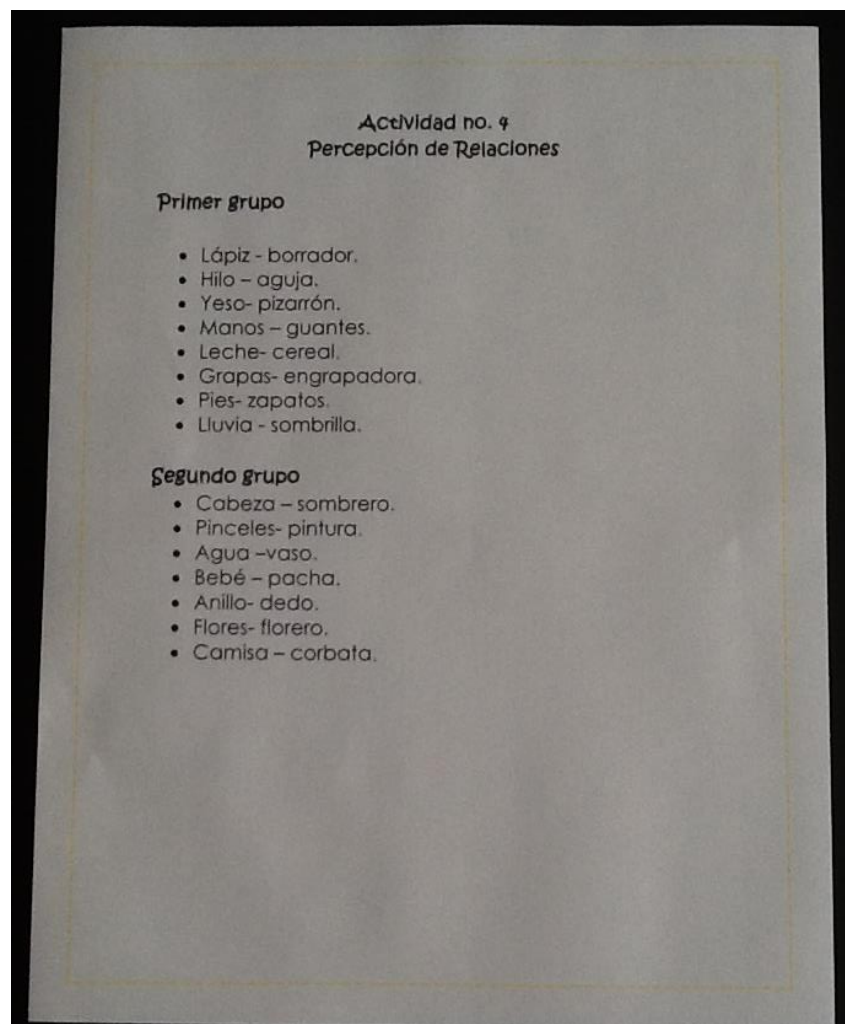 Actividad no. 4
Percepción de Relaciones
Primer grupo
• Lápiz - borrador.
• Hilo – aguja.
• Yeso- pizarrón.
• Manos – guantes.
• Leche- cereal.
• Grapas- engrapadora.
• Pies- zapatos.
• Lluvia - sombrilla.
Segundo grupo
• Cabeza – sombrero.
• Pinceles- pintura.
• Agua –vaso.
• Bebé – pacha.
• Anillo- dedo.
• Flores- florero.
• Camisa – corbata.